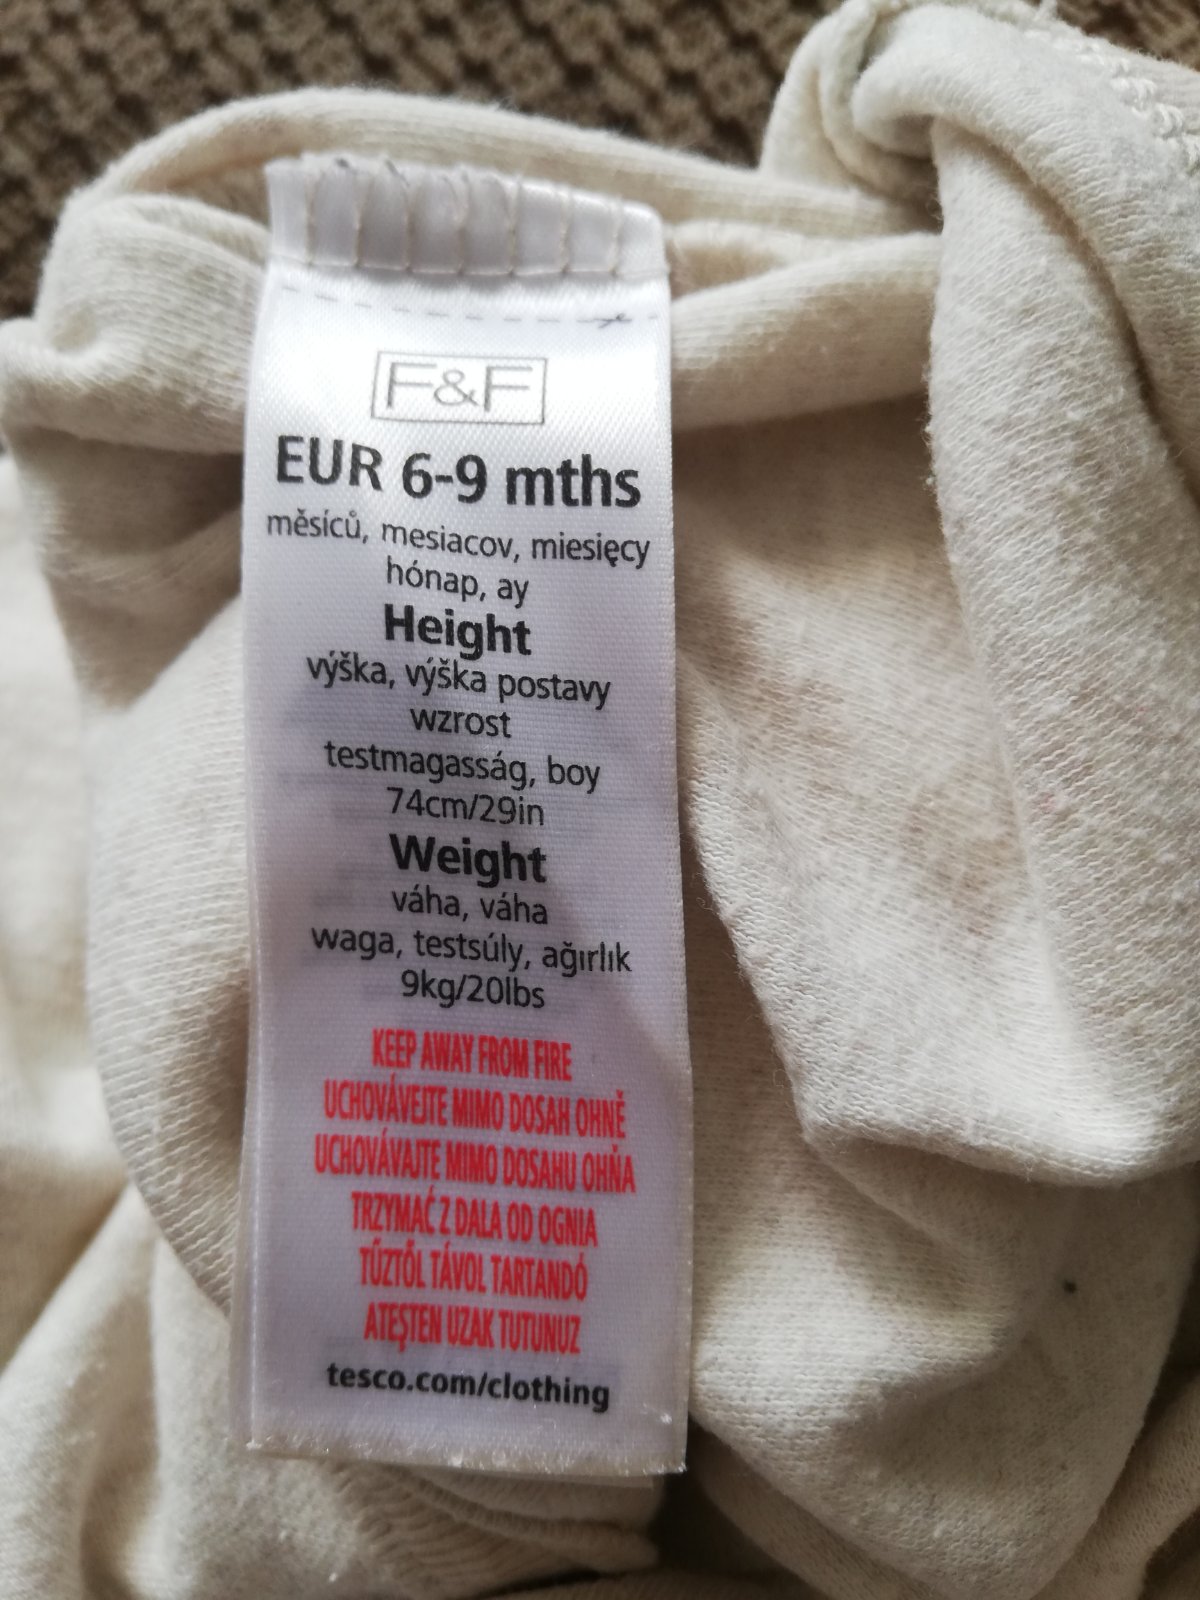 F&F
EUR 6-9 mths
měsíců, mesiacov, miesięcy
hónap, ay
Height
výška, výška postavy
wzrost
testmagasság, boy
74cm/29in
Weight
váha, váha
waga, testsúly, ağırlık
9kg/20lbs
KEEP AWAY FROM FIRE
UCHOVÁVEJTE MIMO DOSAH OHNĚ
UCHOVÁVAJTE MIMO DOSAHU OHŇA
TRZYMAĆ Z DALA OD OGNIA
TŰZTŐL TÁVOL TARTANDÓ
ATEŞTEN UZAK TUTUNUZ
tesco.com/clothing